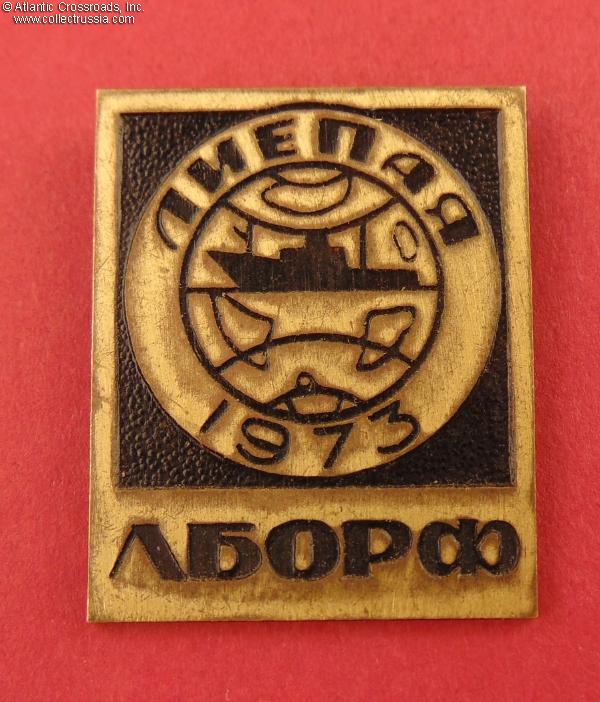 © Atlantic Crossroads, Inc.
www.collectrussia.com
ЛИЕПАЯ
1973
ЛБОРФ